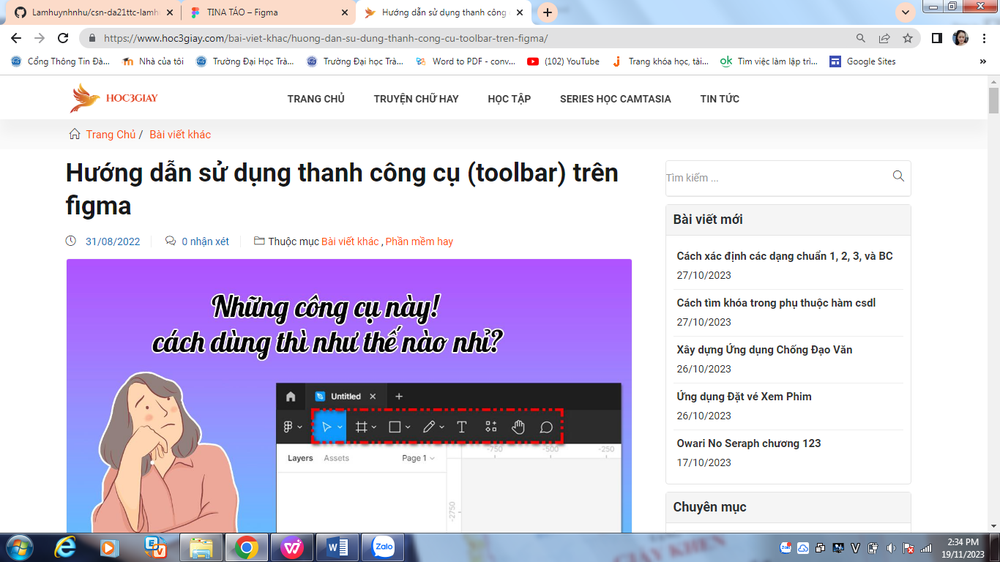 Lamhuynhnhu/csn-da21ttc-lamh
TINA TÁO – Figma
Hướng dẫn sử dụng thanh công
https://www.hoc3giay.com/bai-viet-khac/huong-dan-su-dung-thanh-cong-cu-toolbar-tren-figma/
Cổng Thông Tin Đà... Nhà của tôi Trường Đại Học Trà... Trường Đại học Trà... Word to PDF - conv... (102) YouTube Trang khóa học, tài... Tìm việc làm lập trì... Google Sites »
HOC3GIAY
TRANG CHỦ TRUYỆN CHỮ HAY HỌC TẬP SERIES HỌC CAMTASIA TIN TỨC
Trang Chủ / Bài viết khác
Hướng dẫn sử dụng thanh công cụ (toolbar) trên
figma
31/08/2022 0 nhận xét Thuộc mục Bài viết khác , Phần mềm hay
Những công cụ này!
cách dùng thì như thế nào nhỉ?
Untitled
Layers Assets Page 1
-750 -500 -250
-2750
Tìm kiếm ...
Bài viết mới
Cách xác định các dạng chuẩn 1, 2, 3, và BC
27/10/2023
Cách tìm khóa trong phụ thuộc hàm csdl
27/10/2023
Xây dựng Ứng dụng Chống Đạo Văn
26/10/2023
Ứng dụng Đặt vé Xem Phim
26/10/2023
Owari No Seraph chương 123
17/10/2023
Chuyên mục
Zalo
GIẤY KHEN
2:34 PM
19/11/2023